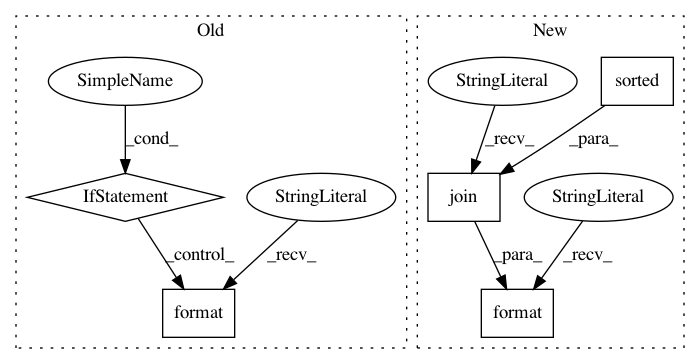 Old
New
SimpleName
StringLiteral
sorted
_cond_
_recv_
_para_
IfStatement
StringLiteral
join
StringLiteral
_control_
_recv_
_para_
_recv_
format
format